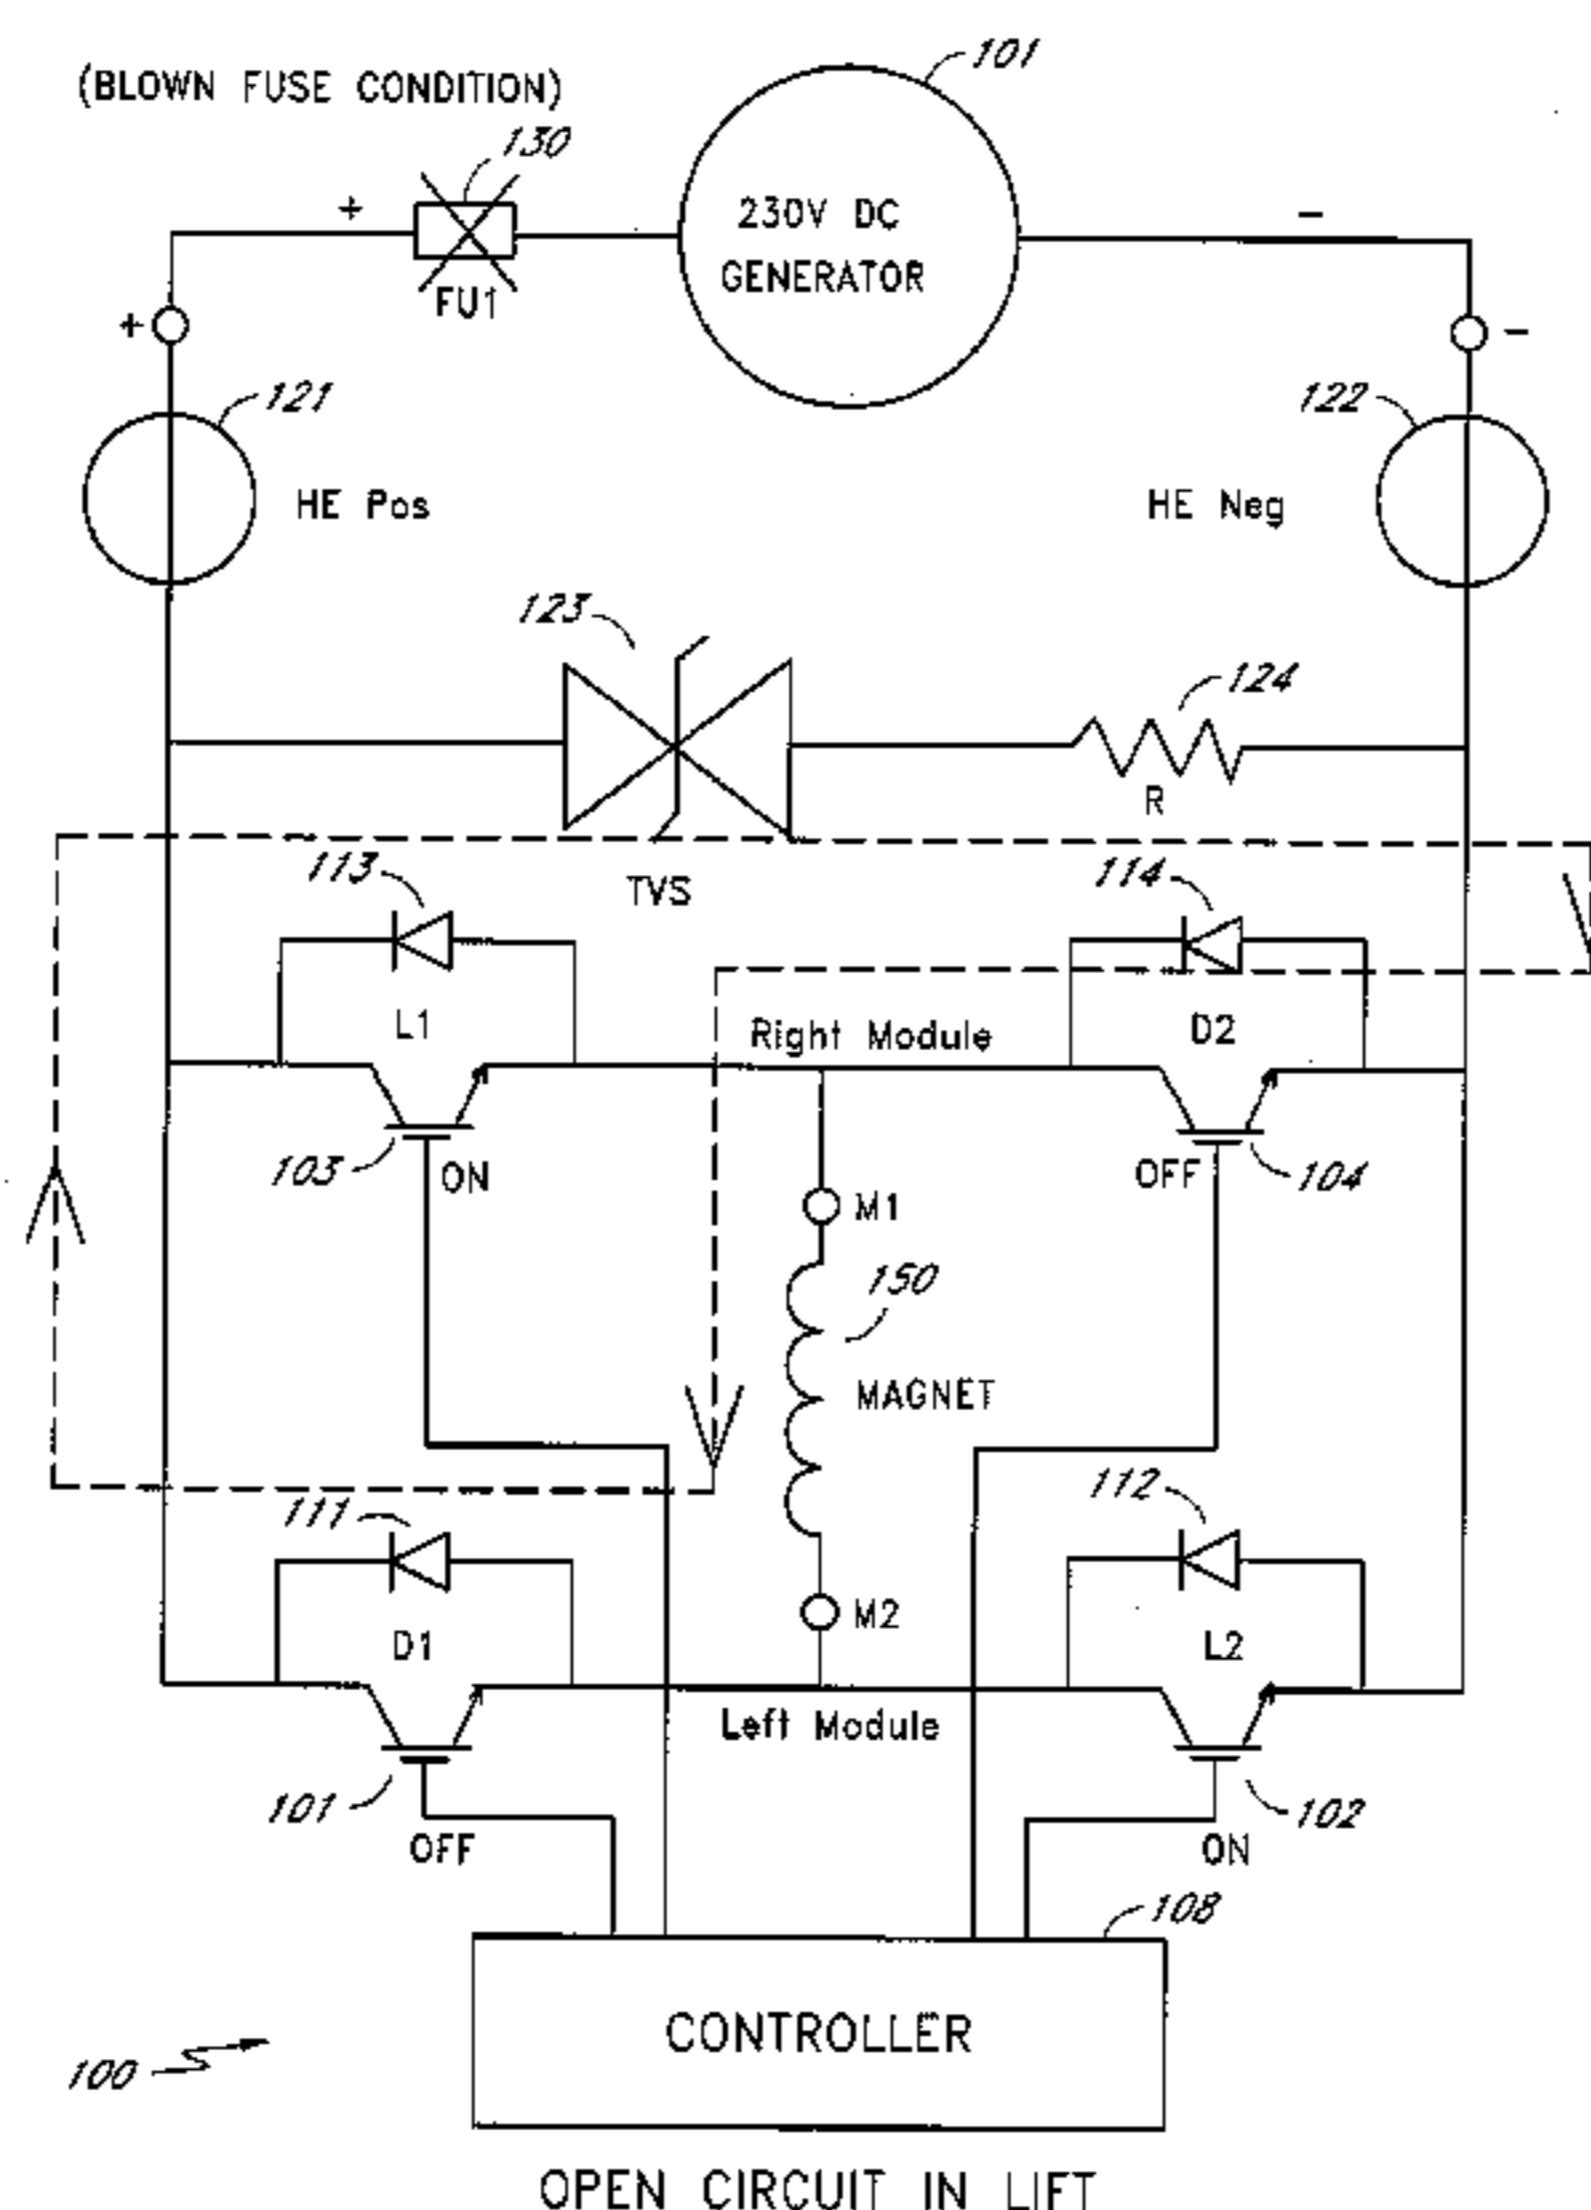 101
(BLOWN FUSE CONDITION)
130
+
230V DC
GENERATOR
−
FU1
+
−
121
122
HE Pos
HE Neg
123
124
R
113
TVS
114
L1
Right Module
D2
103
ON
OFF
104
M1
150
MAGNET
111
112
D1
M2
L2
Left Module
101
OFF
102
ON
108
CONTROLLER
100
OPEN CIRCUIT IN LIFT